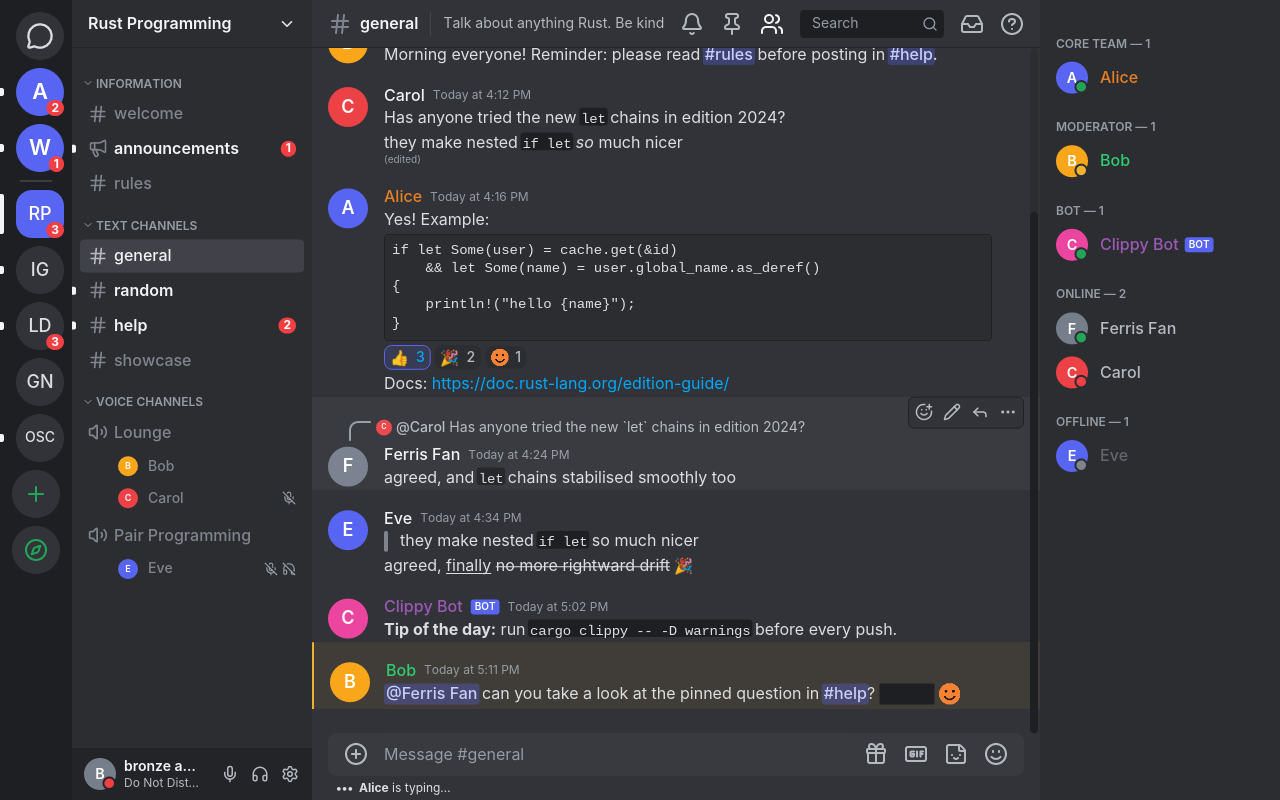 A
2
W
1
RP
3
IG
LD
3
GN
OSC
Rust Programming
INFORMATION
welcome
announcements
1
rules
TEXT CHANNELS
general
random
help
2
showcase
VOICE CHANNELS
Lounge
B Bob
C Carol
Pair Programming
E Eve
B
bronze a...
Do Not Dist...
general
Talk about anything Rust. Be kind
Search
Morning everyone! Reminder: please read #rules before posting in #help.
C
Carol Today at 4:12 PM
Has anyone tried the new let chains in edition 2024?
they make nested if let so much nicer
(edited)
A
Alice Today at 4:16 PM
Yes! Example:
if let Some(user) = cache.get(&id)
    && let Some(name) = user.global_name.as_deref()
{
    println!("hello {name}");
}
👍 3 🎉 2 1
Docs: https://doc.rust-lang.org/edition-guide/
C @Carol Has anyone tried the new `let` chains in edition 2024?
F
Ferris Fan Today at 4:24 PM
agreed, and let chains stabilised smoothly too
E
Eve Today at 4:34 PM
they make nested if let so much nicer
agreed, finally no more rightward drift 🎉
C
Clippy Bot BOT Today at 5:02 PM
Tip of the day: run cargo clippy -- -D warnings before every push.
B
Bob Today at 5:11 PM
@Ferris Fan can you take a look at the pinned question in #help?
Message #general
GIF
Alice is typing...
CORE TEAM — 1
A Alice
MODERATOR — 1
B Bob
BOT — 1
C Clippy Bot BOT
ONLINE — 2
F Ferris Fan
C Carol
OFFLINE — 1
E Eve